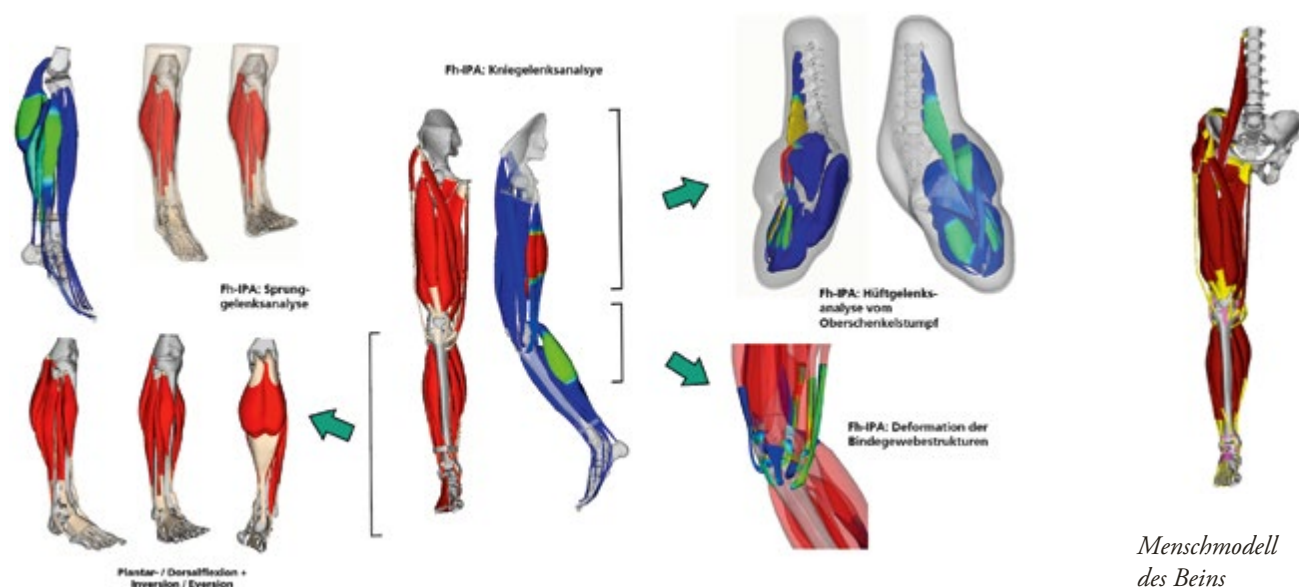 Fh-IPA: Kniegelenksanalsye
Fh-IPA: Sprung-
gelenksanalyse
Fh-IPA: Hüftgelenks-
analyse vom
Oberschenkelstumpf
Fh-IPA: Deformation der
Bindegewebestrukturen
Plantar- / Dorsalflexion +
Inversion / Eversion
Menschmodell
des Beins